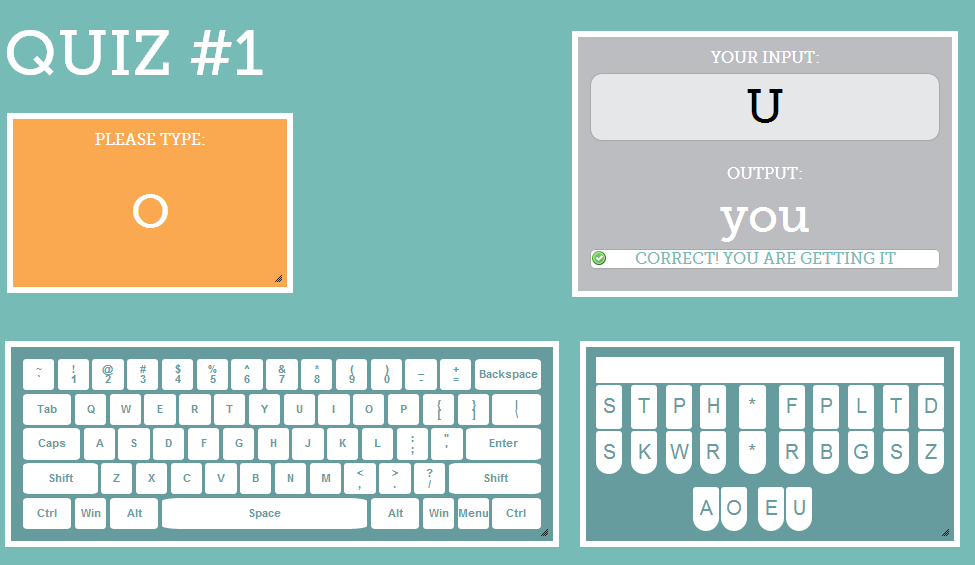 QUIZ #1
PLEASE TYPE:
O
YOUR INPUT:
U
OUTPUT:
you
CORRECT! YOU ARE GETTING IT
~ ! @ # $ % ^ & * ( ) _ +
` 1 2 3 4 5 6 7 8 9 0 - = Backspace
Tab Q W E R T Y U I O P { [ } ] | \
Caps A S D F G H J K L : ; " ' Enter
Shift Z X C V B N M < , > . ? / Shift
Ctrl Win Alt Space Alt Win Menu Ctrl
S T P H * F P L T D
S K W R * R B G S Z
A O E U